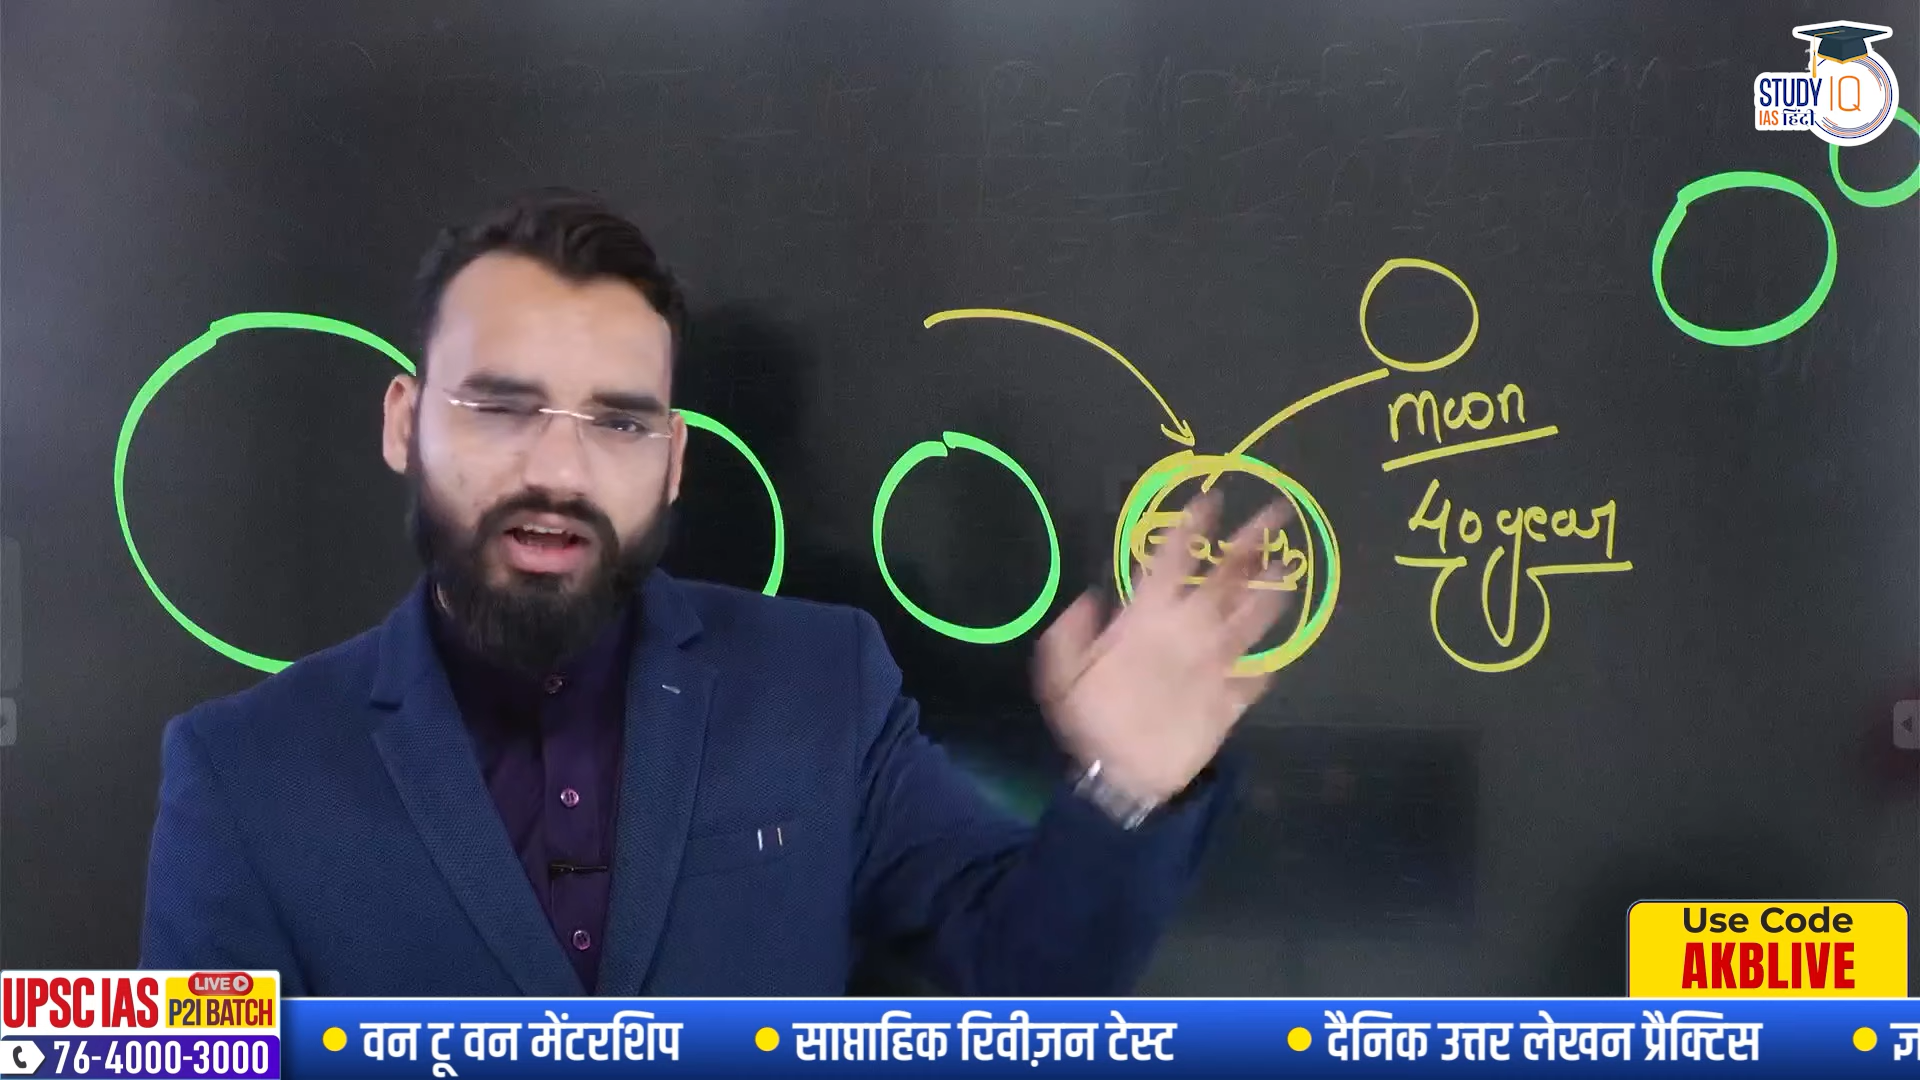 STUDY IQ
IAS हिंदी
moon
40 year
Earth
Use Code
AKBLIVE
UPSC IAS LIVE P2I BATCH
76-4000-3000
वन टू वन मेंटरशिप
साप्ताहिक रिवीज़न टेस्ट
दैनिक उत्तर लेखन प्रैक्टिस